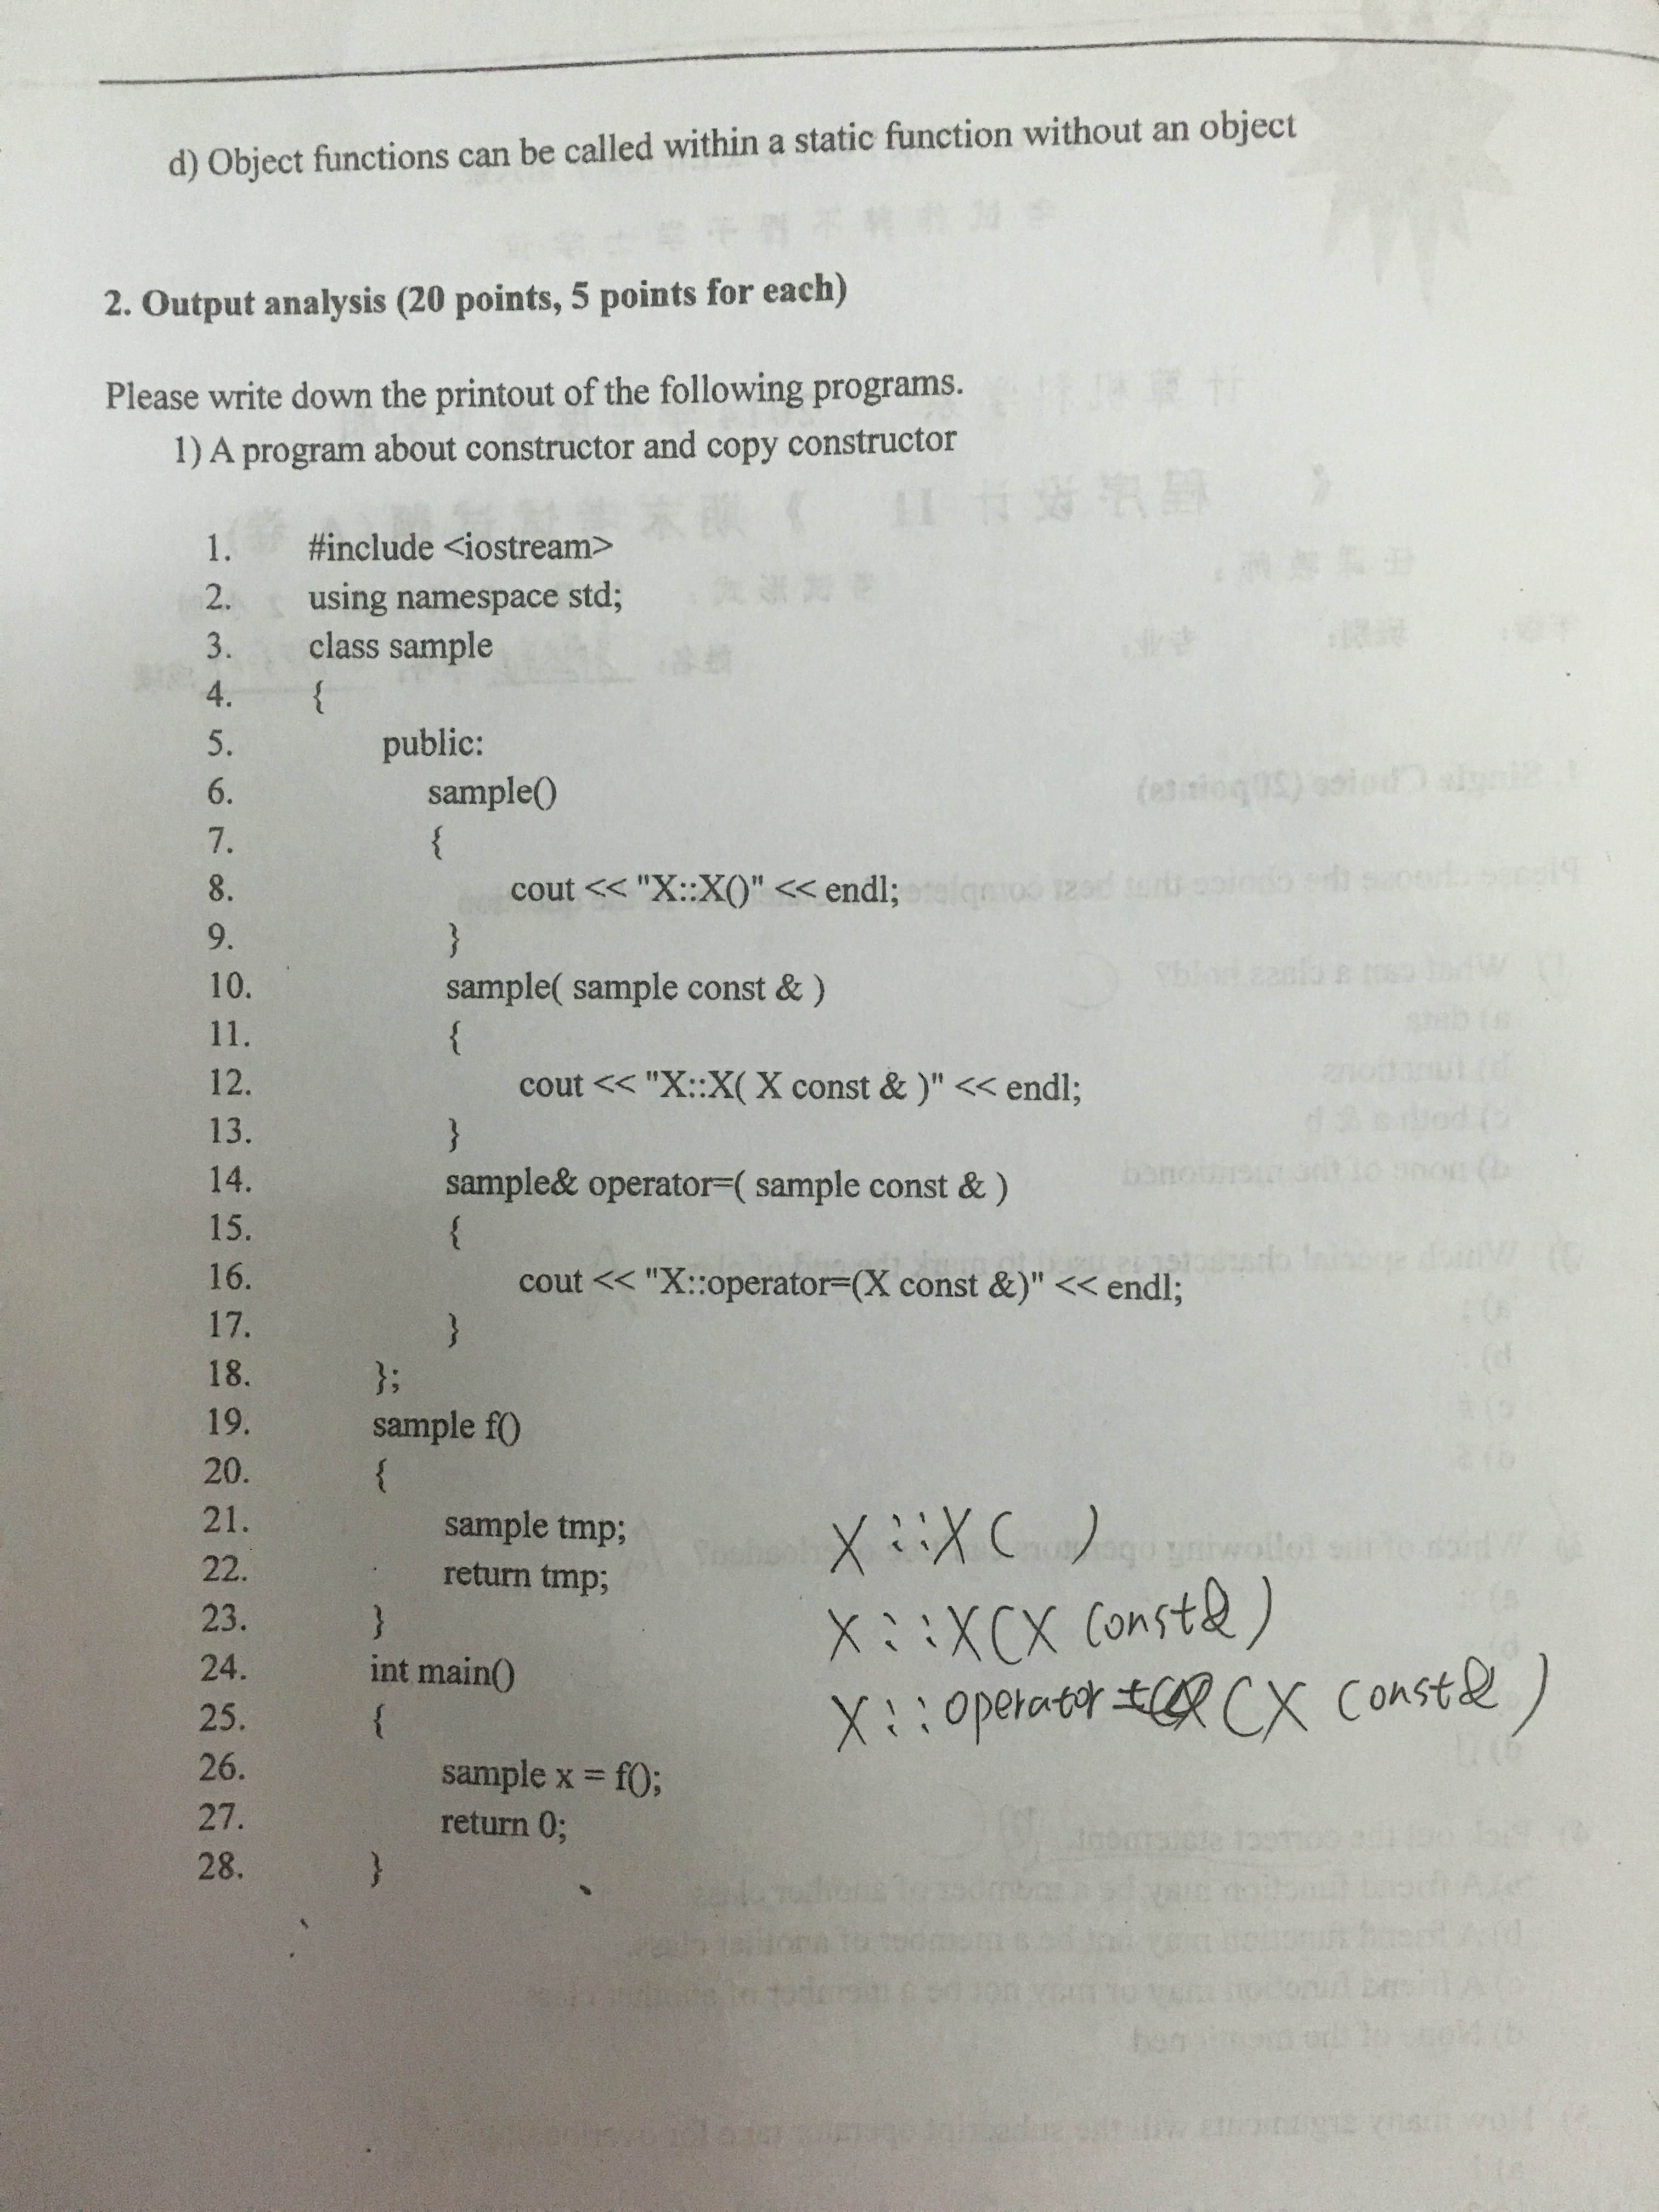 d) Object functions can be called within a static function without an object
2. Output analysis (20 points, 5 points for each)
Please write down the printout of the following programs.
1) A program about constructor and copy constructor
1. #include <iostream>
2. using namespace std;
3. class sample
4. {
5. public:
6. sample()
7. {
8. cout << "X::X()" << endl;
9. }
10. sample( sample const & )
11. {
12. cout << "X::X( X const & )" << endl;
13. }
14. sample& operator=( sample const & )
15. {
16. cout << "X::operator=(X const &)" << endl;
17. }
18. };
19. sample f()
20. {
21. sample tmp; X::X( )
22. return tmp;
23. } X::X(X const&)
24. int main()
25. { X::operator=(X const&)
26. sample x = f();
27. return 0;
28. }